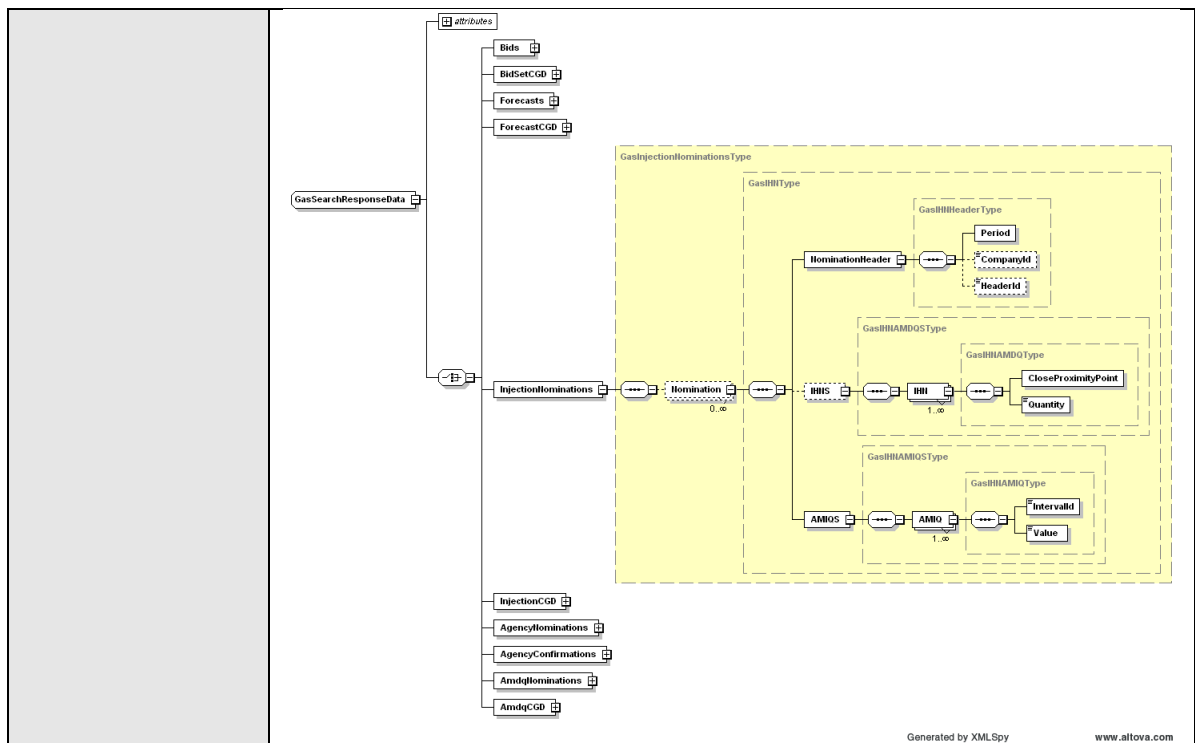 attributes
Bids
BidSetCGD
Forecasts
ForecastCGD
GasInjectionNominationsType
GasIHNType
GasSearchResponseData
GasIHNHeaderType
Period
NominationHeader
CompanyId
HeaderId
GasIHNAMDQSType
GasIHNAMDQType
CloseProximityPoint
InjectionNominations
Nomination
IHNS
IHN
Quantity
0..∞
1..∞
GasIHNAMIQSType
GasIHNAMIQType
IntervalId
AMIQS
AMIQ
Value
1..∞
InjectionCGD
AgencyNominations
AgencyConfirmations
AmdqNominations
AmdqCGD
Generated by XMLSpy
www.altova.com